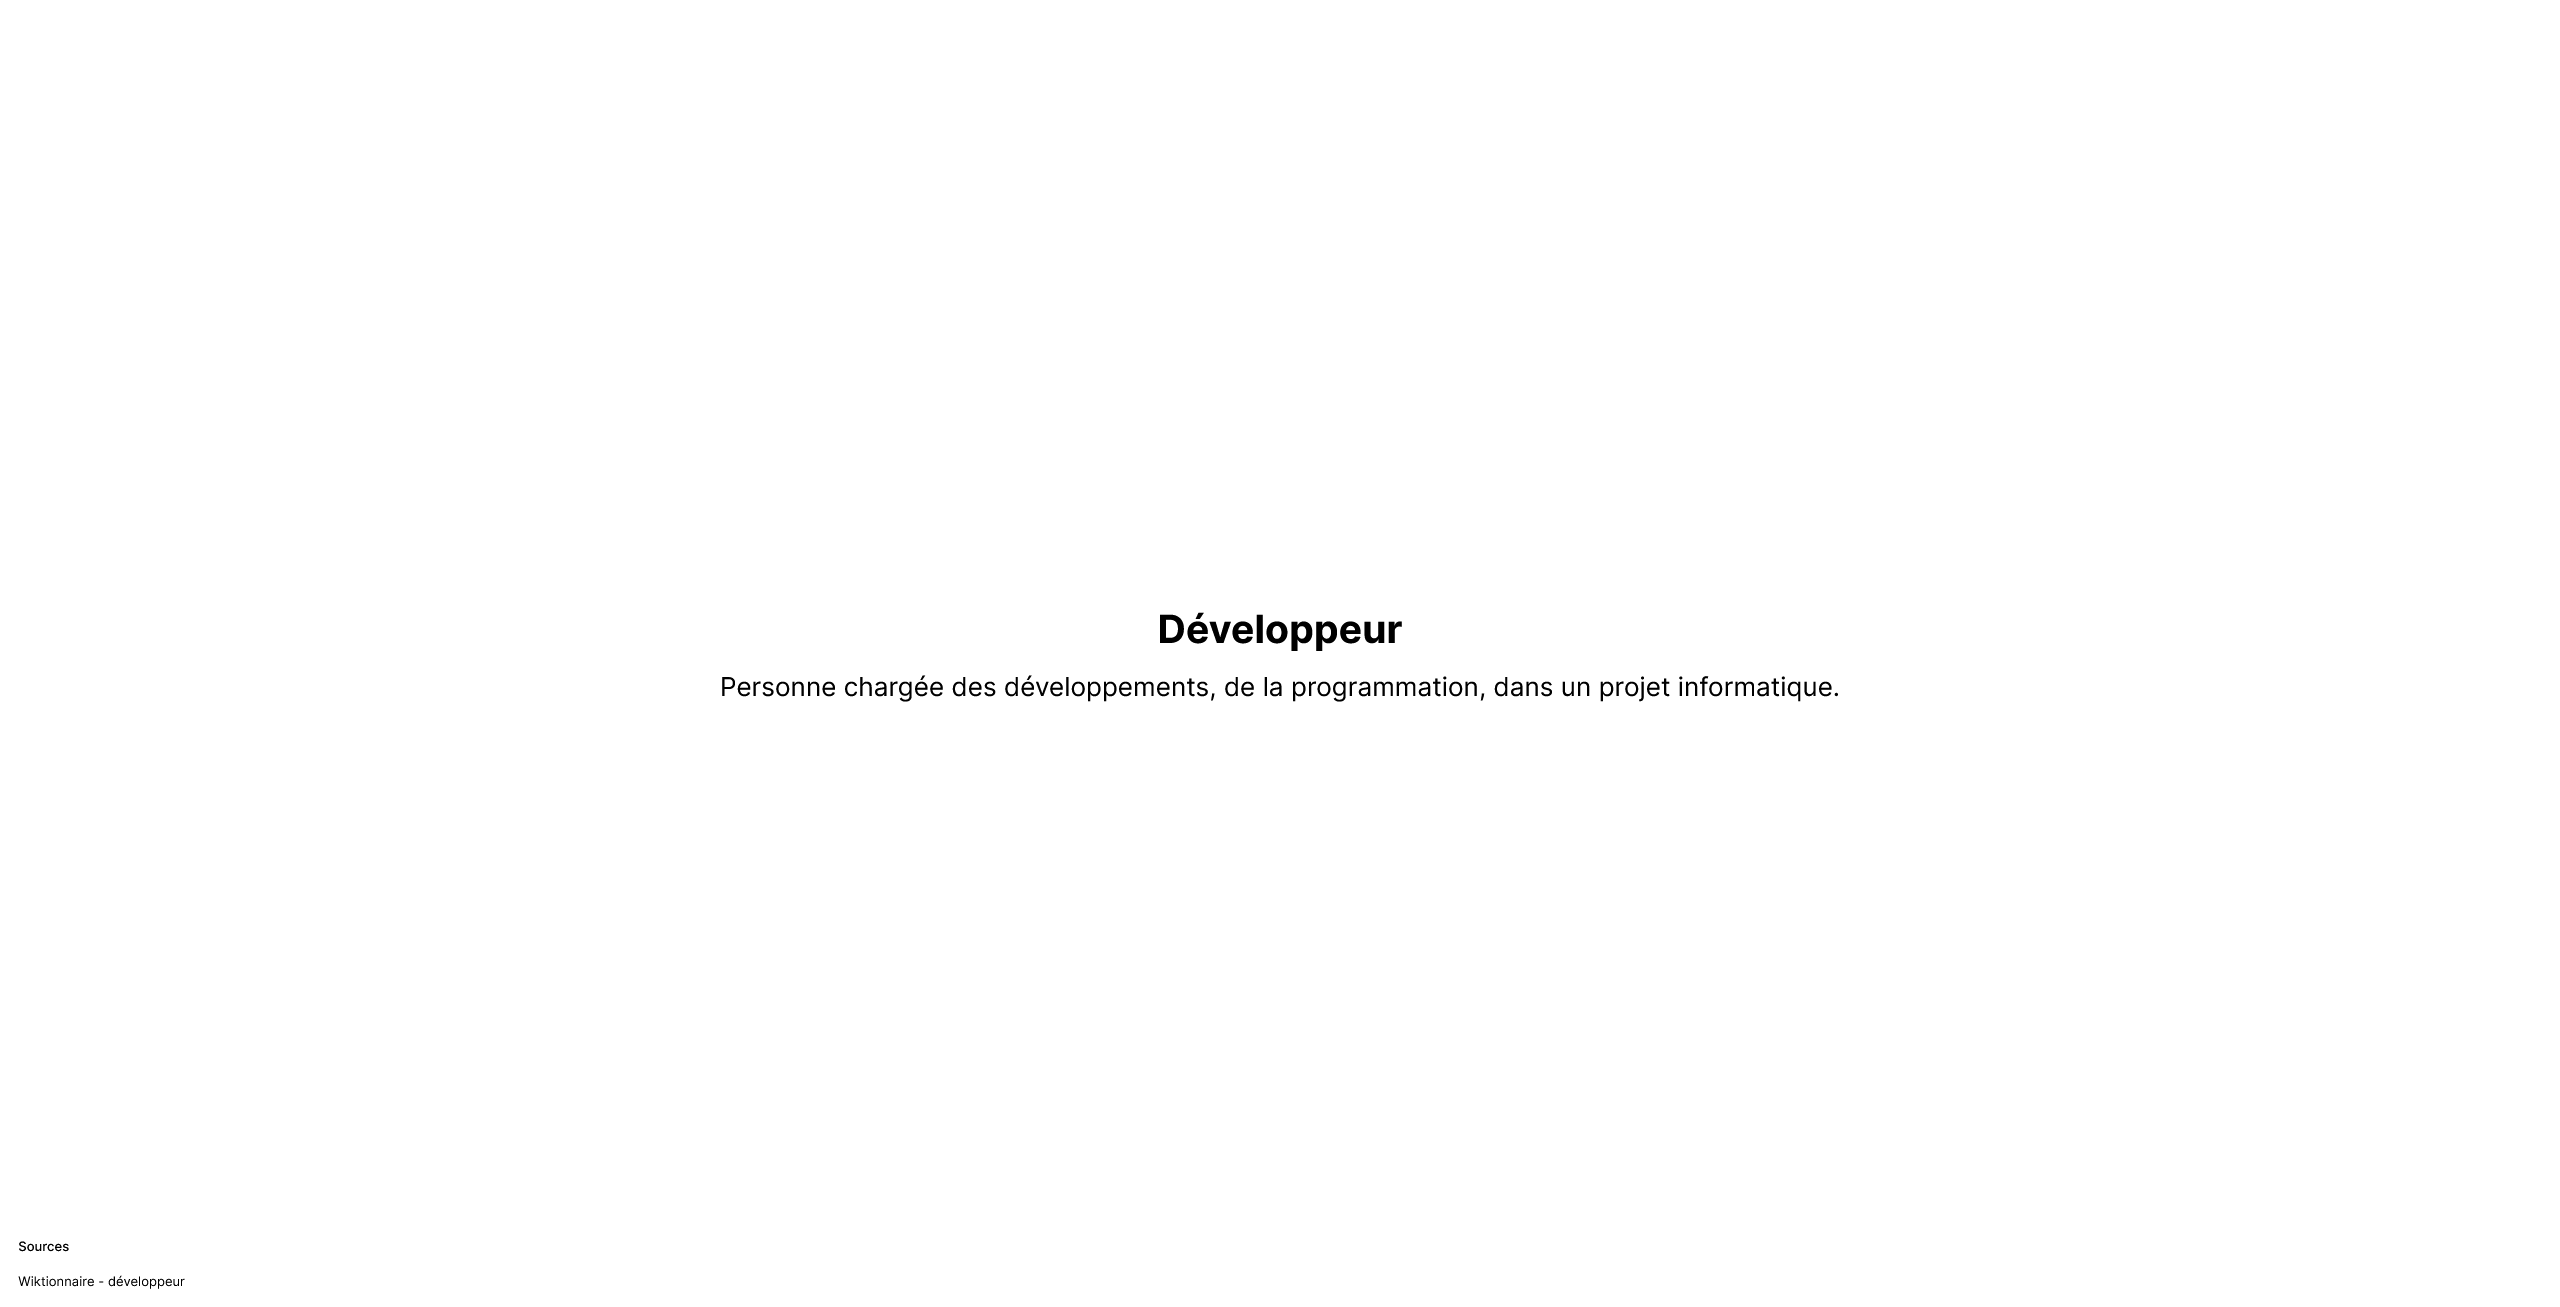 Développeur
Personne chargée des développements, de la programmation, dans un projet informatique.
Sources
Wiktionnaire - développeur